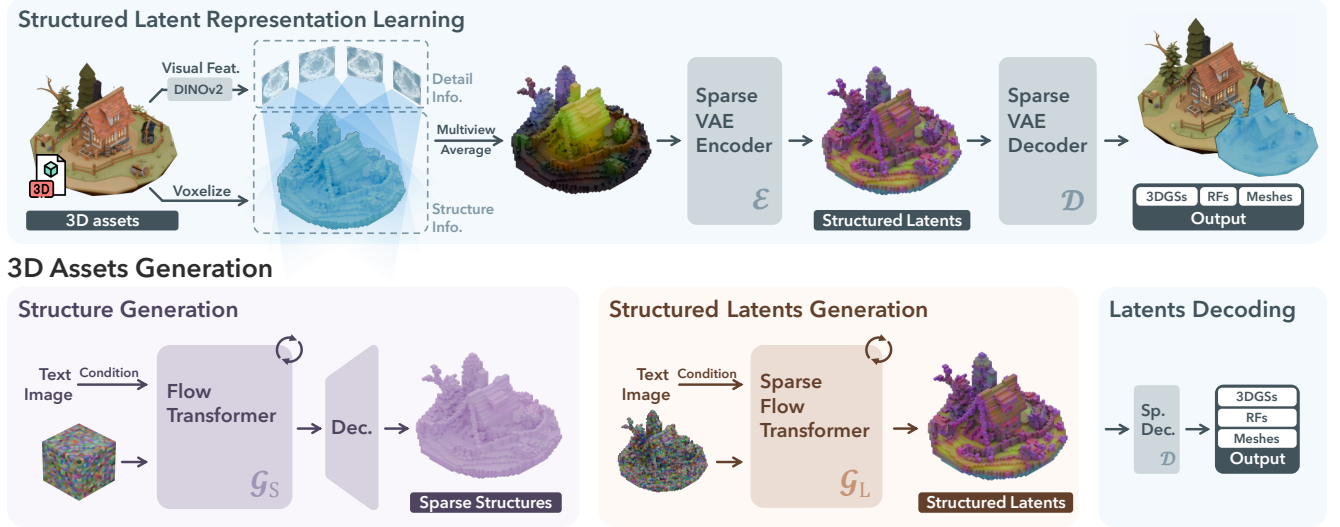 Structured Latent Representation Learning
Visual Feat.
DINOv2
Detail
Info.
Voxelize
Structure
Info.
3D
3D assets
Multiview
Average
Sparse
VAE
Encoder
ℰ
Structured Latents
Sparse
VAE
Decoder
𝒟
3DGSs RFs Meshes
Output
3D Assets Generation
Structure Generation
Text
Image
Condition
Flow
Transformer
𝒢S
Dec.
Sparse Structures
Structured Latents Generation
Text
Image
Condition
Sparse
Flow
Transformer
𝒢L
Structured Latents
Latents Decoding
Sp.
Dec.
𝒟
3DGSs
RFs
Meshes
Output